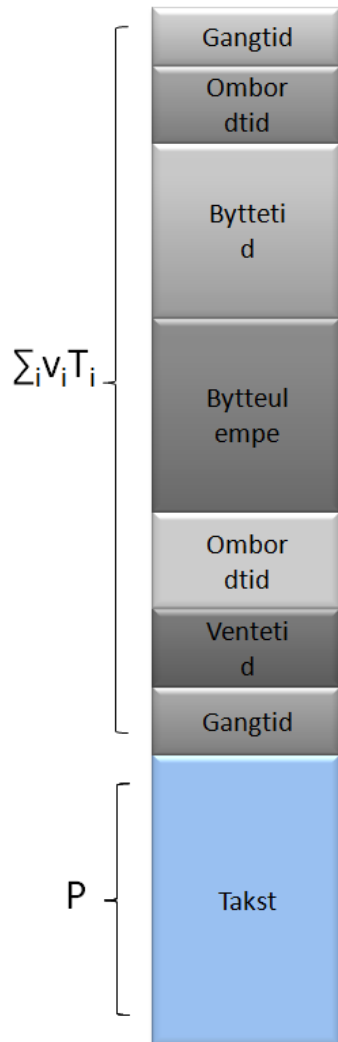 Gangtid
Ombor
dtid
Bytteti
d
∑ᵢvᵢTᵢ
Bytteul
empe
Ombor
dtid
Venteti
d
Gangtid
P
Takst